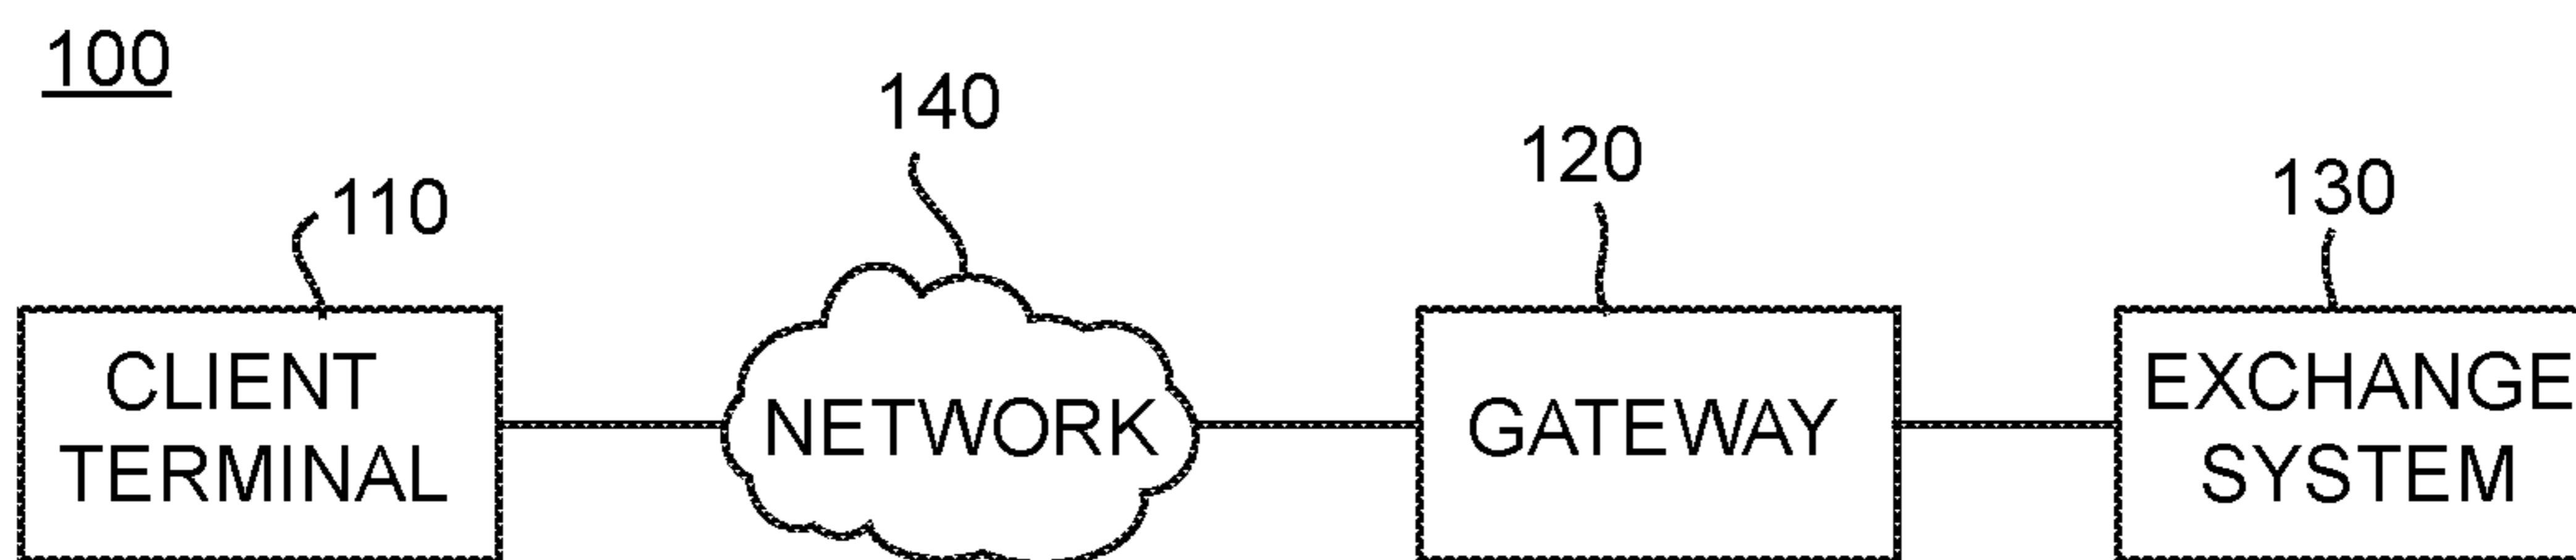 100
140
120
130
110
CLIENT
TERMINAL
NETWORK
GATEWAY
EXCHANGE
SYSTEM